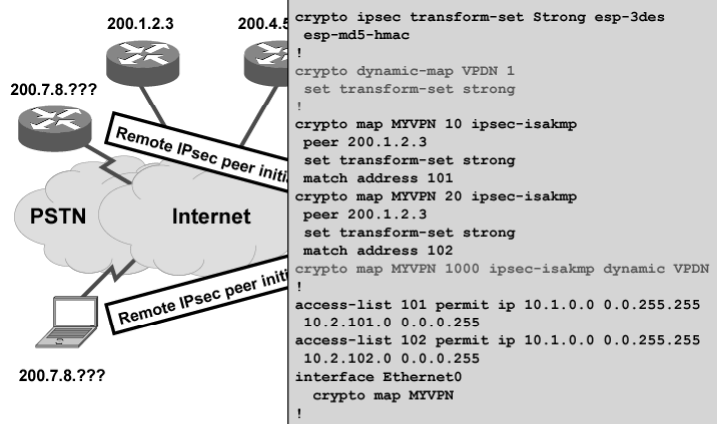 200.1.2.3
200.4.5
200.7.8.???
Remote IPsec peer initi
PSTN
Internet
Remote IPsec peer initi
200.7.8.???
crypto ipsec transform-set Strong esp-3des
esp-md5-hmac
!
crypto dynamic-map VPDN 1
set transform-set strong
!
crypto map MYVPN 10 ipsec-isakmp
peer 200.1.2.3
set transform-set strong
match address 101
crypto map MYVPN 20 ipsec-isakmp
peer 200.1.2.3
set transform-set strong
match address 102
crypto map MYVPN 1000 ipsec-isakmp dynamic VPDN
!
access-list 101 permit ip 10.1.0.0 0.0.255.255
10.2.101.0 0.0.0.255
access-list 102 permit ip 10.1.0.0 0.0.255.255
10.2.102.0 0.0.0.255
interface Ethernet0
crypto map MYVPN
!